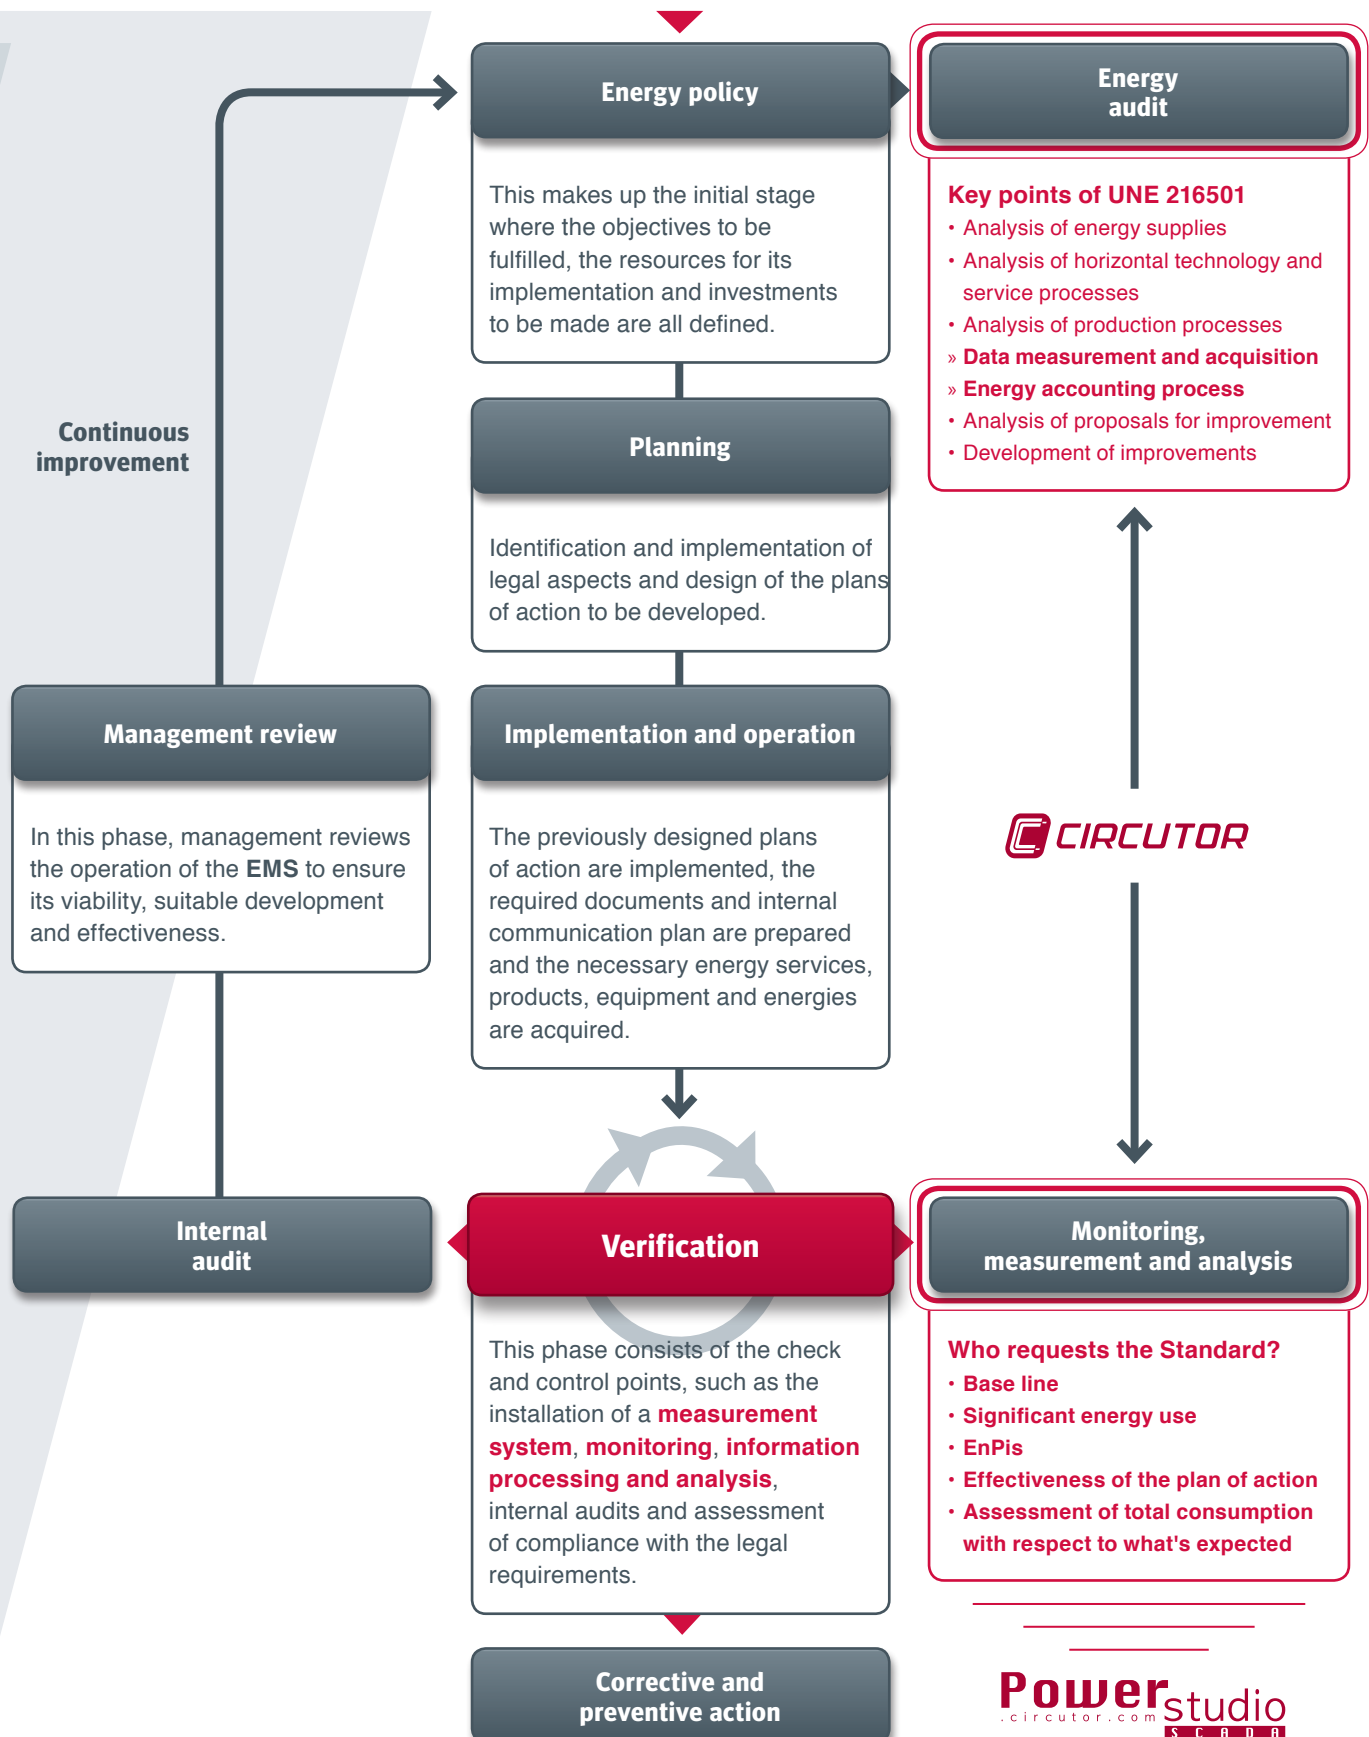 Energy policy
This makes up the initial stage
where the objectives to be
fulfilled, the resources for its
implementation and investments
to be made are all defined.
Energy
audit
Key points of UNE 216501
• Analysis of energy supplies
• Analysis of horizontal technology and
service processes
• Analysis of production processes
» Data measurement and acquisition
» Energy accounting process
• Analysis of proposals for improvement
• Development of improvements
Continuous
improvement
Planning
Identification and implementation of
legal aspects and design of the plans
of action to be developed.
Management review
In this phase, management reviews
the operation of the EMS to ensure
its viability, suitable development
and effectiveness.
Implementation and operation
The previously designed plans
of action are implemented, the
required documents and internal
communication plan are prepared
and the necessary energy services,
products, equipment and energies
are acquired.
CIRCUTOR
Internal
audit
Verification
This phase consists of the check
and control points, such as the
installation of a measurement
system, monitoring, information
processing and analysis,
internal audits and assessment
of compliance with the legal
requirements.
Monitoring,
measurement and analysis
Who requests the Standard?
• Base line
• Significant energy use
• EnPis
• Effectiveness of the plan of action
• Assessment of total consumption
with respect to what's expected
Corrective and
preventive action
Power studio
.circutor.com
SCADA